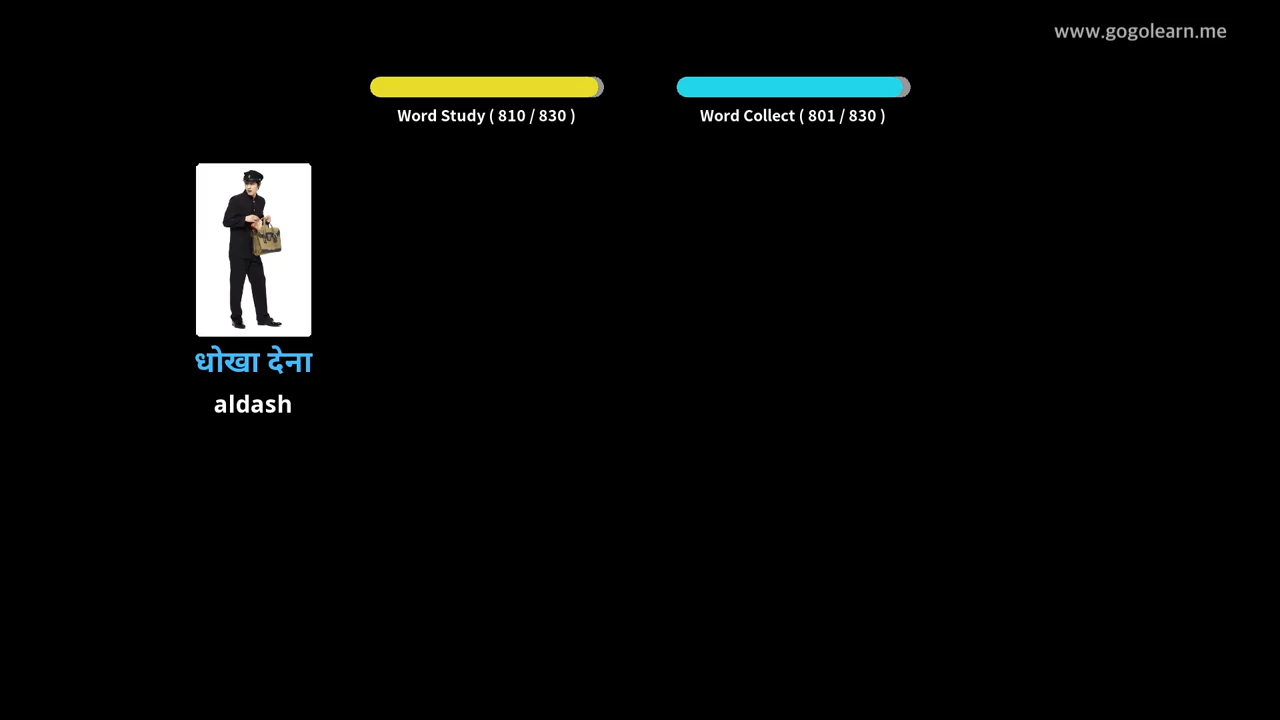 www.gogolearn.me
Word Study ( 810 / 830 )
Word Collect ( 801 / 830 )
धोखा देना
aldash